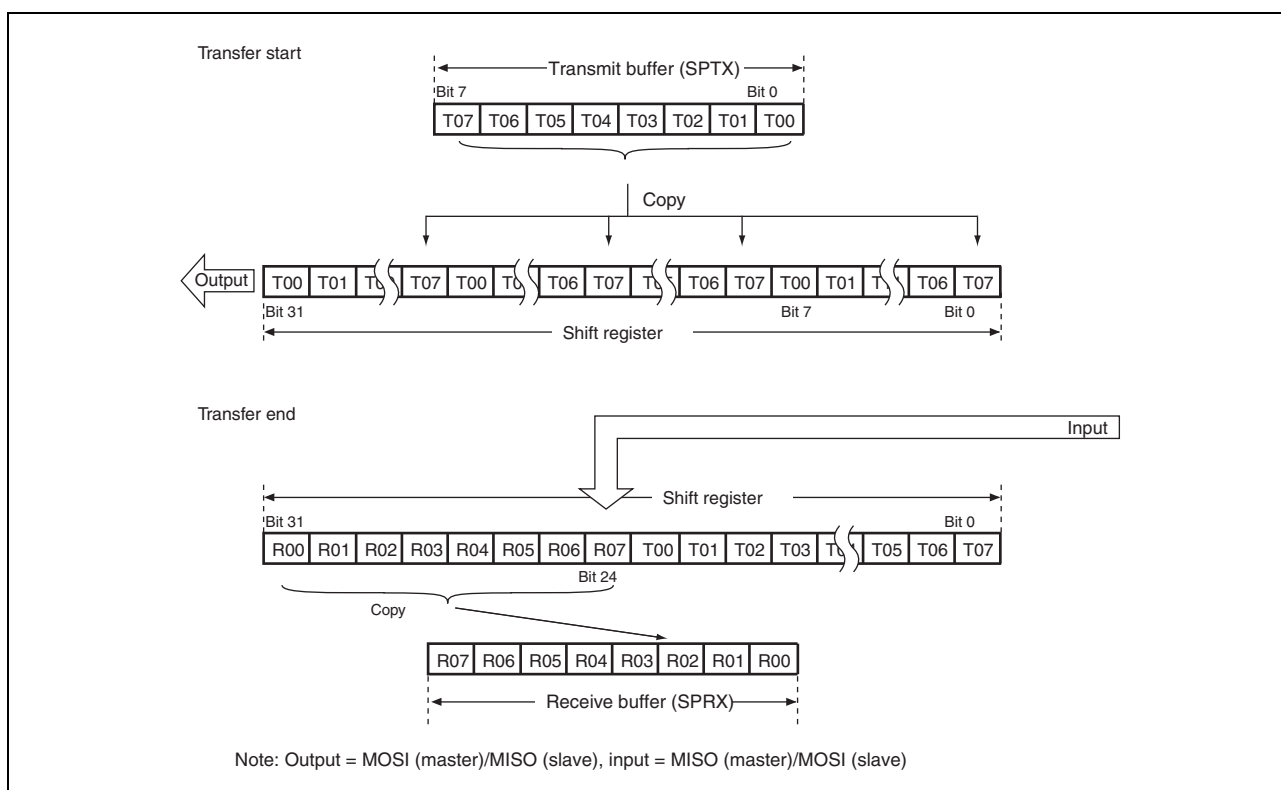 Transfer start
Transmit buffer (SPTX)
Bit 7 Bit 0
T07 T06 T05 T04 T03 T02 T01 T00
Copy
Output
T00 T01 T07 T00 T06 T07 T06 T07 T00 T01 T06 T07
Bit 31 Bit 7 Bit 0
Shift register
Transfer end
Input
Shift register
Bit 31 Bit 0
R00 R01 R02 R03 R04 R05 R06 R07 T00 T01 T02 T03 T05 T06 T07
Bit 24
Copy
R07 R06 R05 R04 R03 R02 R01 R00
Receive buffer (SPRX)
Note: Output = MOSI (master)/MISO (slave), input = MISO (master)/MOSI (slave)